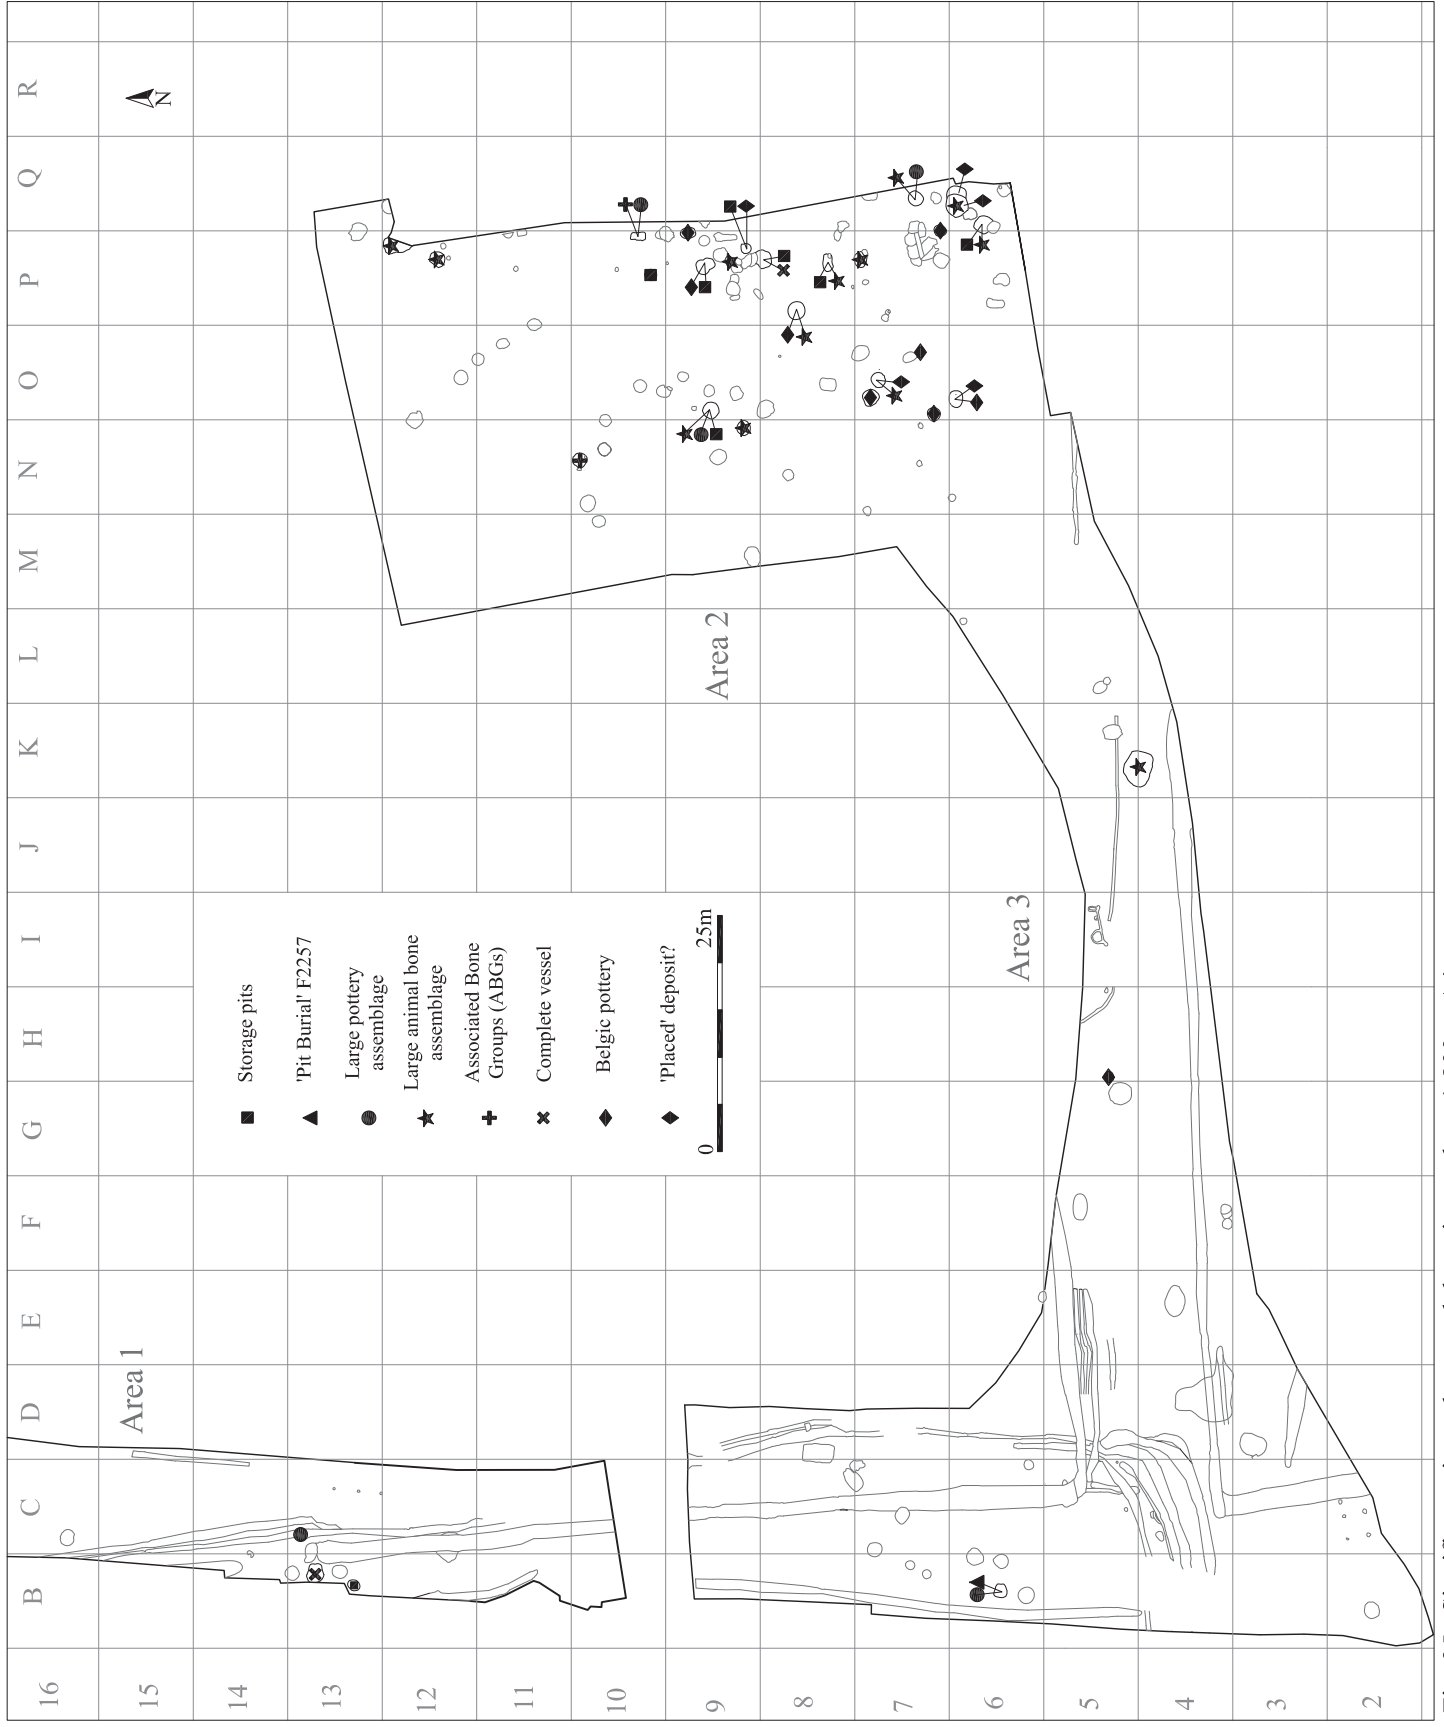 R
Q
P
O
N
M
L
K
J
I
H
G
F
E
D
C
B
16
15
14
13
12
11
10
9
8
7
6
5
4
3
2
N
Area 1
Area 2
Area 3
Storage pits
'Pit Burial' F2257
Large pottery
assemblage
Large animal bone
assemblage
Associated Bone
Groups (ABGs)
Complete vessel
Belgic pottery
'Placed' deposit?
0
25m